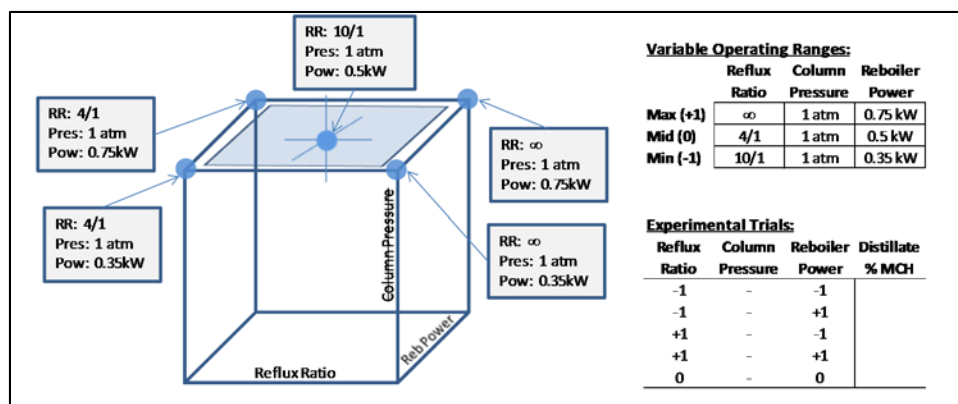 RR: 10/1
Pres: 1 atm
Pow: 0.5kW
RR: 4/1
Pres: 1 atm
Pow: 0.75kW
RR: 4/1
Pres: 1 atm
Pow: 0.35kW
RR: ∞
Pres: 1 atm
Pow: 0.75kW
RR: ∞
Pres: 1 atm
Pow: 0.35kW
Column Pressure
Reb Power
Reflux Ratio
Variable Operating Ranges:
Reflux Column Reboiler
Ratio Pressure Power
Max (+1) ∞ 1 atm 0.75 kW
Mid (0) 4/1 1 atm 0.5 kW
Min (-1) 10/1 1 atm 0.35 kW
Experimental Trials:
Reflux Column Reboiler Distillate
Ratio Pressure Power % MCH
-1 - -1
-1 - +1
+1 - -1
+1 - +1
0 - 0